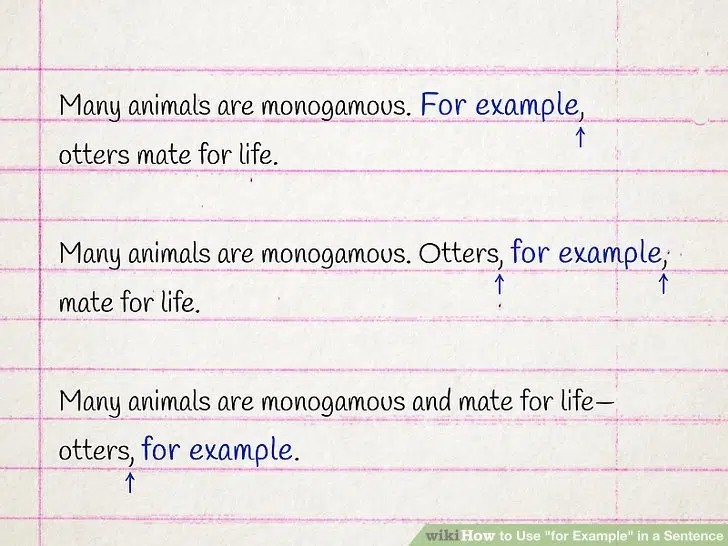 Many animals are monogamous. For example,
otters mate for life.
Many animals are monogamous. Otters, for example,
mate for life.
Many animals are monogamous and mate for life—
otters, for example.
wikiHow to Use "for Example" in a Sentence